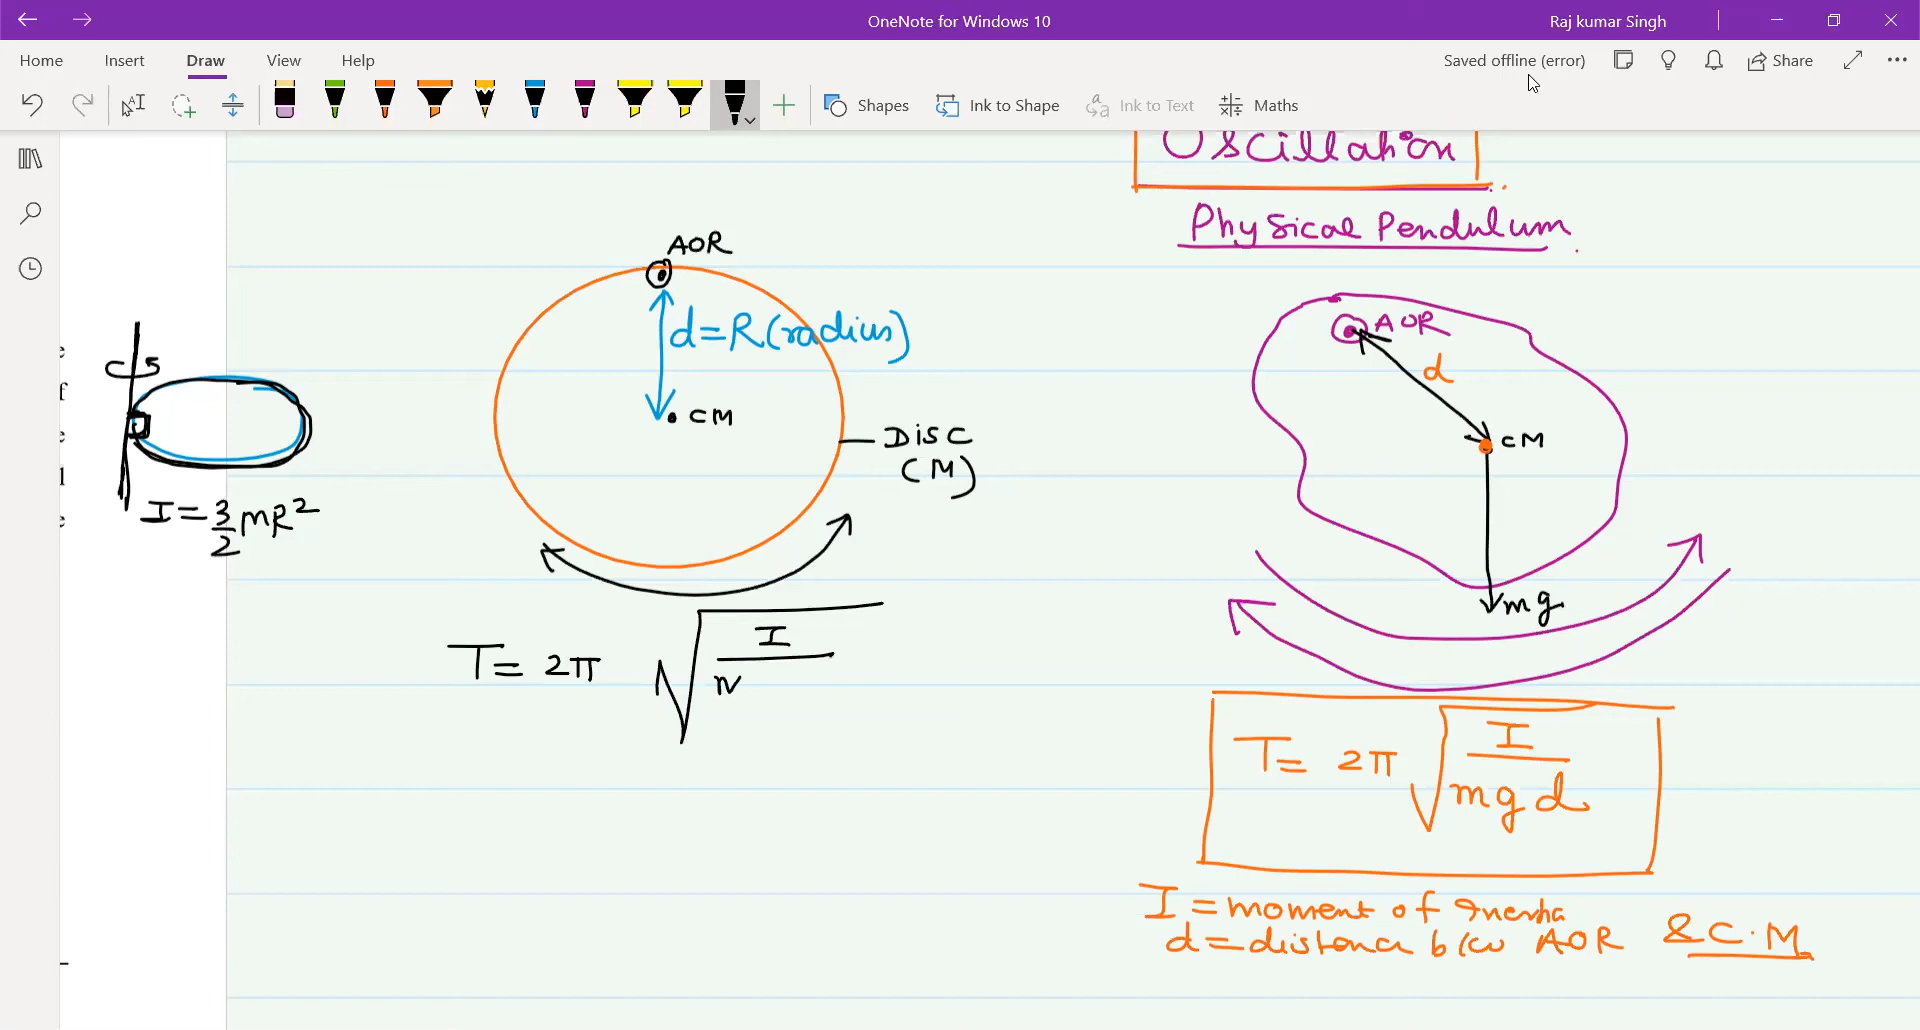 OneNote for Windows 10
Raj kumar Singh
Home Insert Draw View Help
Saved offline (error)
Share
Shapes
Ink to Shape
Ink to Text
Maths
Oscillation
Physical Pendulum
AOR
d=R(radius)
CM
DISC
(M)
e
f
e
l
e
I=3/2 mR²
T= 2π √(I/
AOR
d
CM
mg
T= 2π √(I/mgd)
I = moment of Inertia
d = distance b/w AOR & C.M.